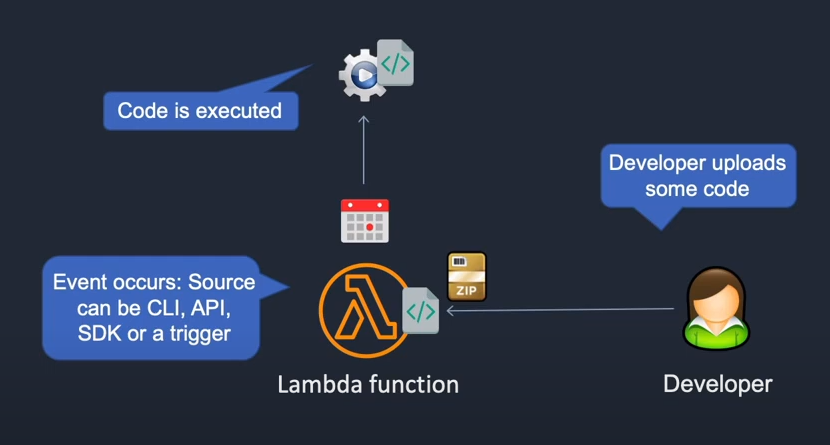 Code is executed
Developer uploads
some code
Event occurs: Source
can be CLI, API,
SDK or a trigger
ZIP
Lambda function
Developer